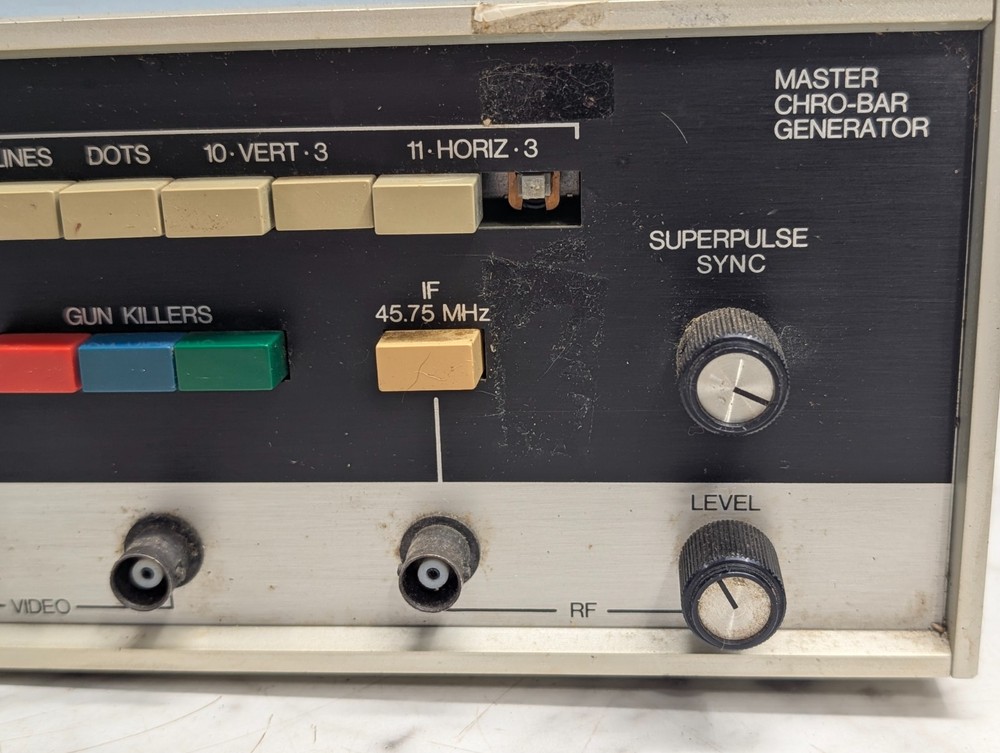 MASTER
CHRO-BAR
GENERATOR
LINES DOTS 10·VERT·3 11·HORIZ·3
SUPERPULSE
SYNC
GUN KILLERS
IF
45.75 MHz
LEVEL
VIDEO
RF